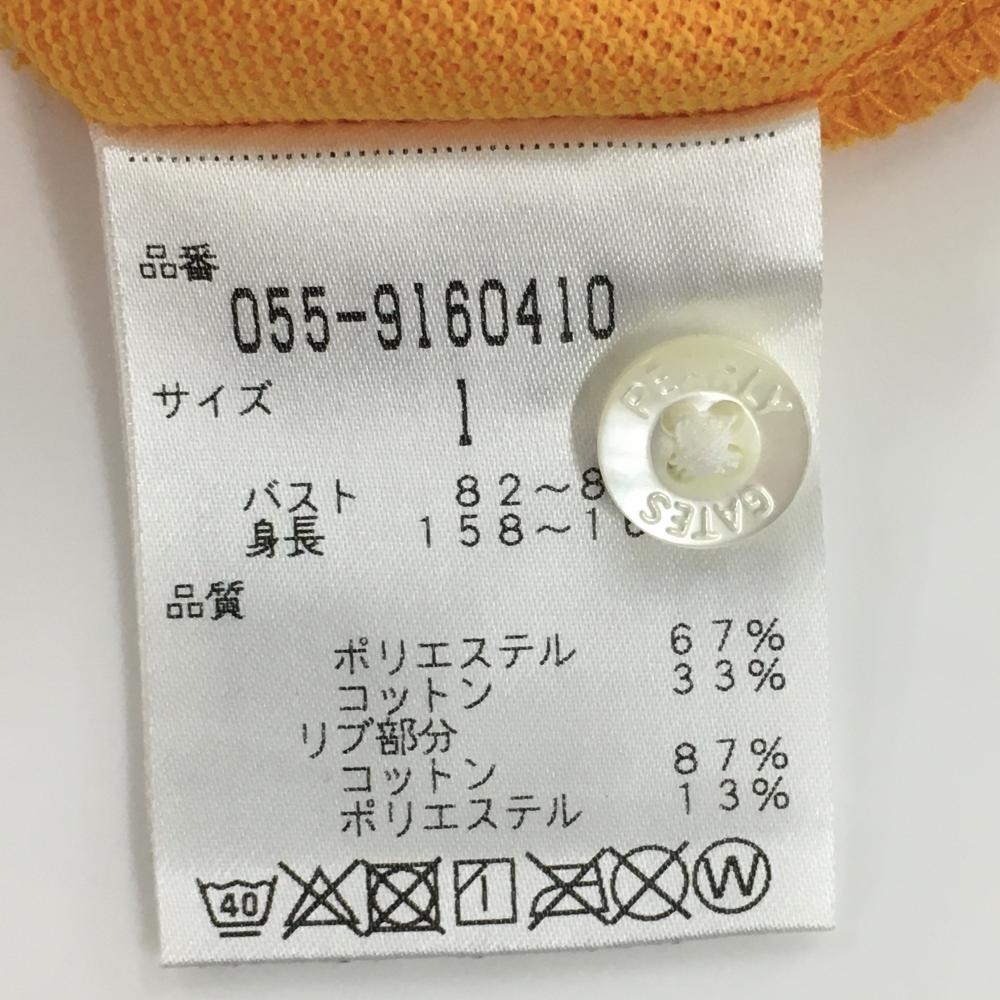 品番
055-9160410
サイズ 1
バスト 82~8
身長 158~16
品質
ポリエステル 67%
コットン 33%
リブ部分
コットン 87%
ポリエステル 13%
40 W
PEARLY
GATES